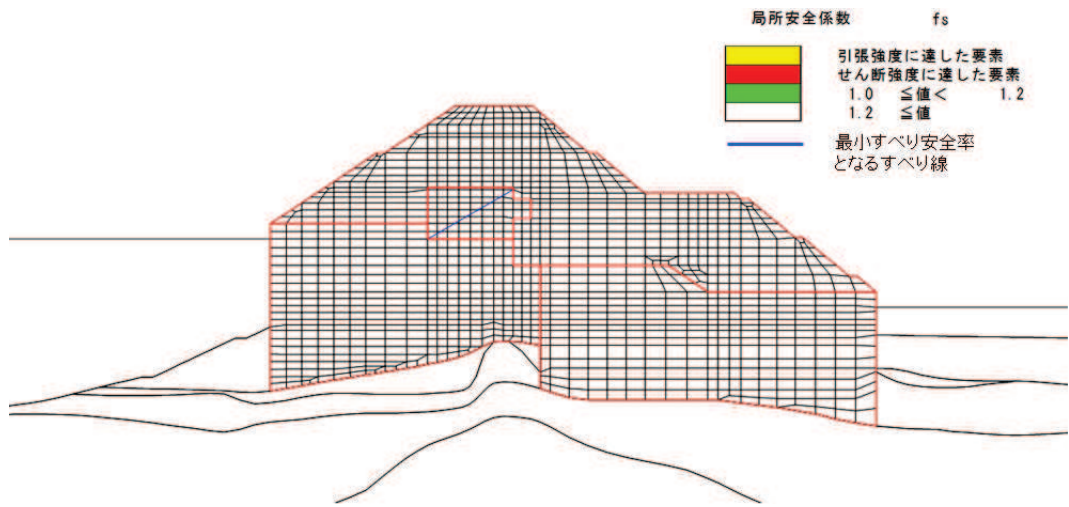 局所安全係数 fs
引張強度に達した要素
せん断強度に達した要素
1.0 ≦値< 1.2
1.2 ≦値
最小すべり安全率
となるすべり線